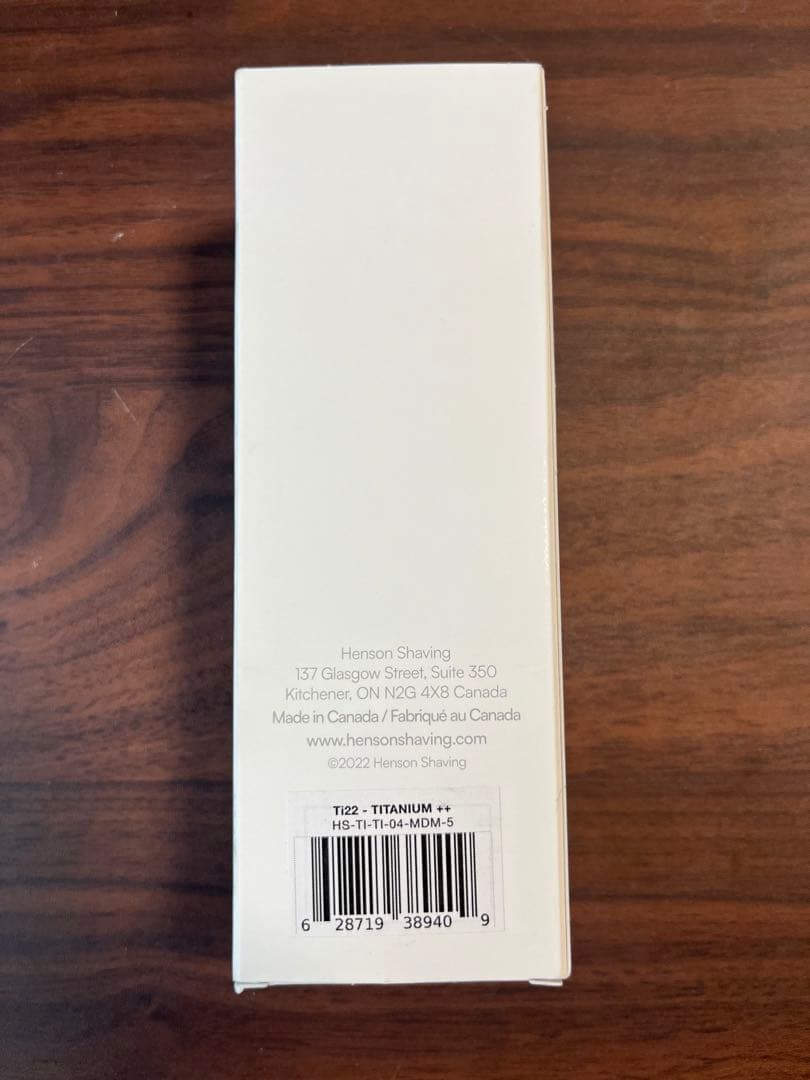 Henson Shaving
137 Glasgow Street, Suite 350
Kitchener, ON N2G 4X8 Canada
Made in Canada / Fabriqué au Canada
www.hensonshaving.com
©2022 Henson Shaving
Ti22 - TITANIUM ++
HS-TI-TI-04-MDM-5
6 28719 38940 9